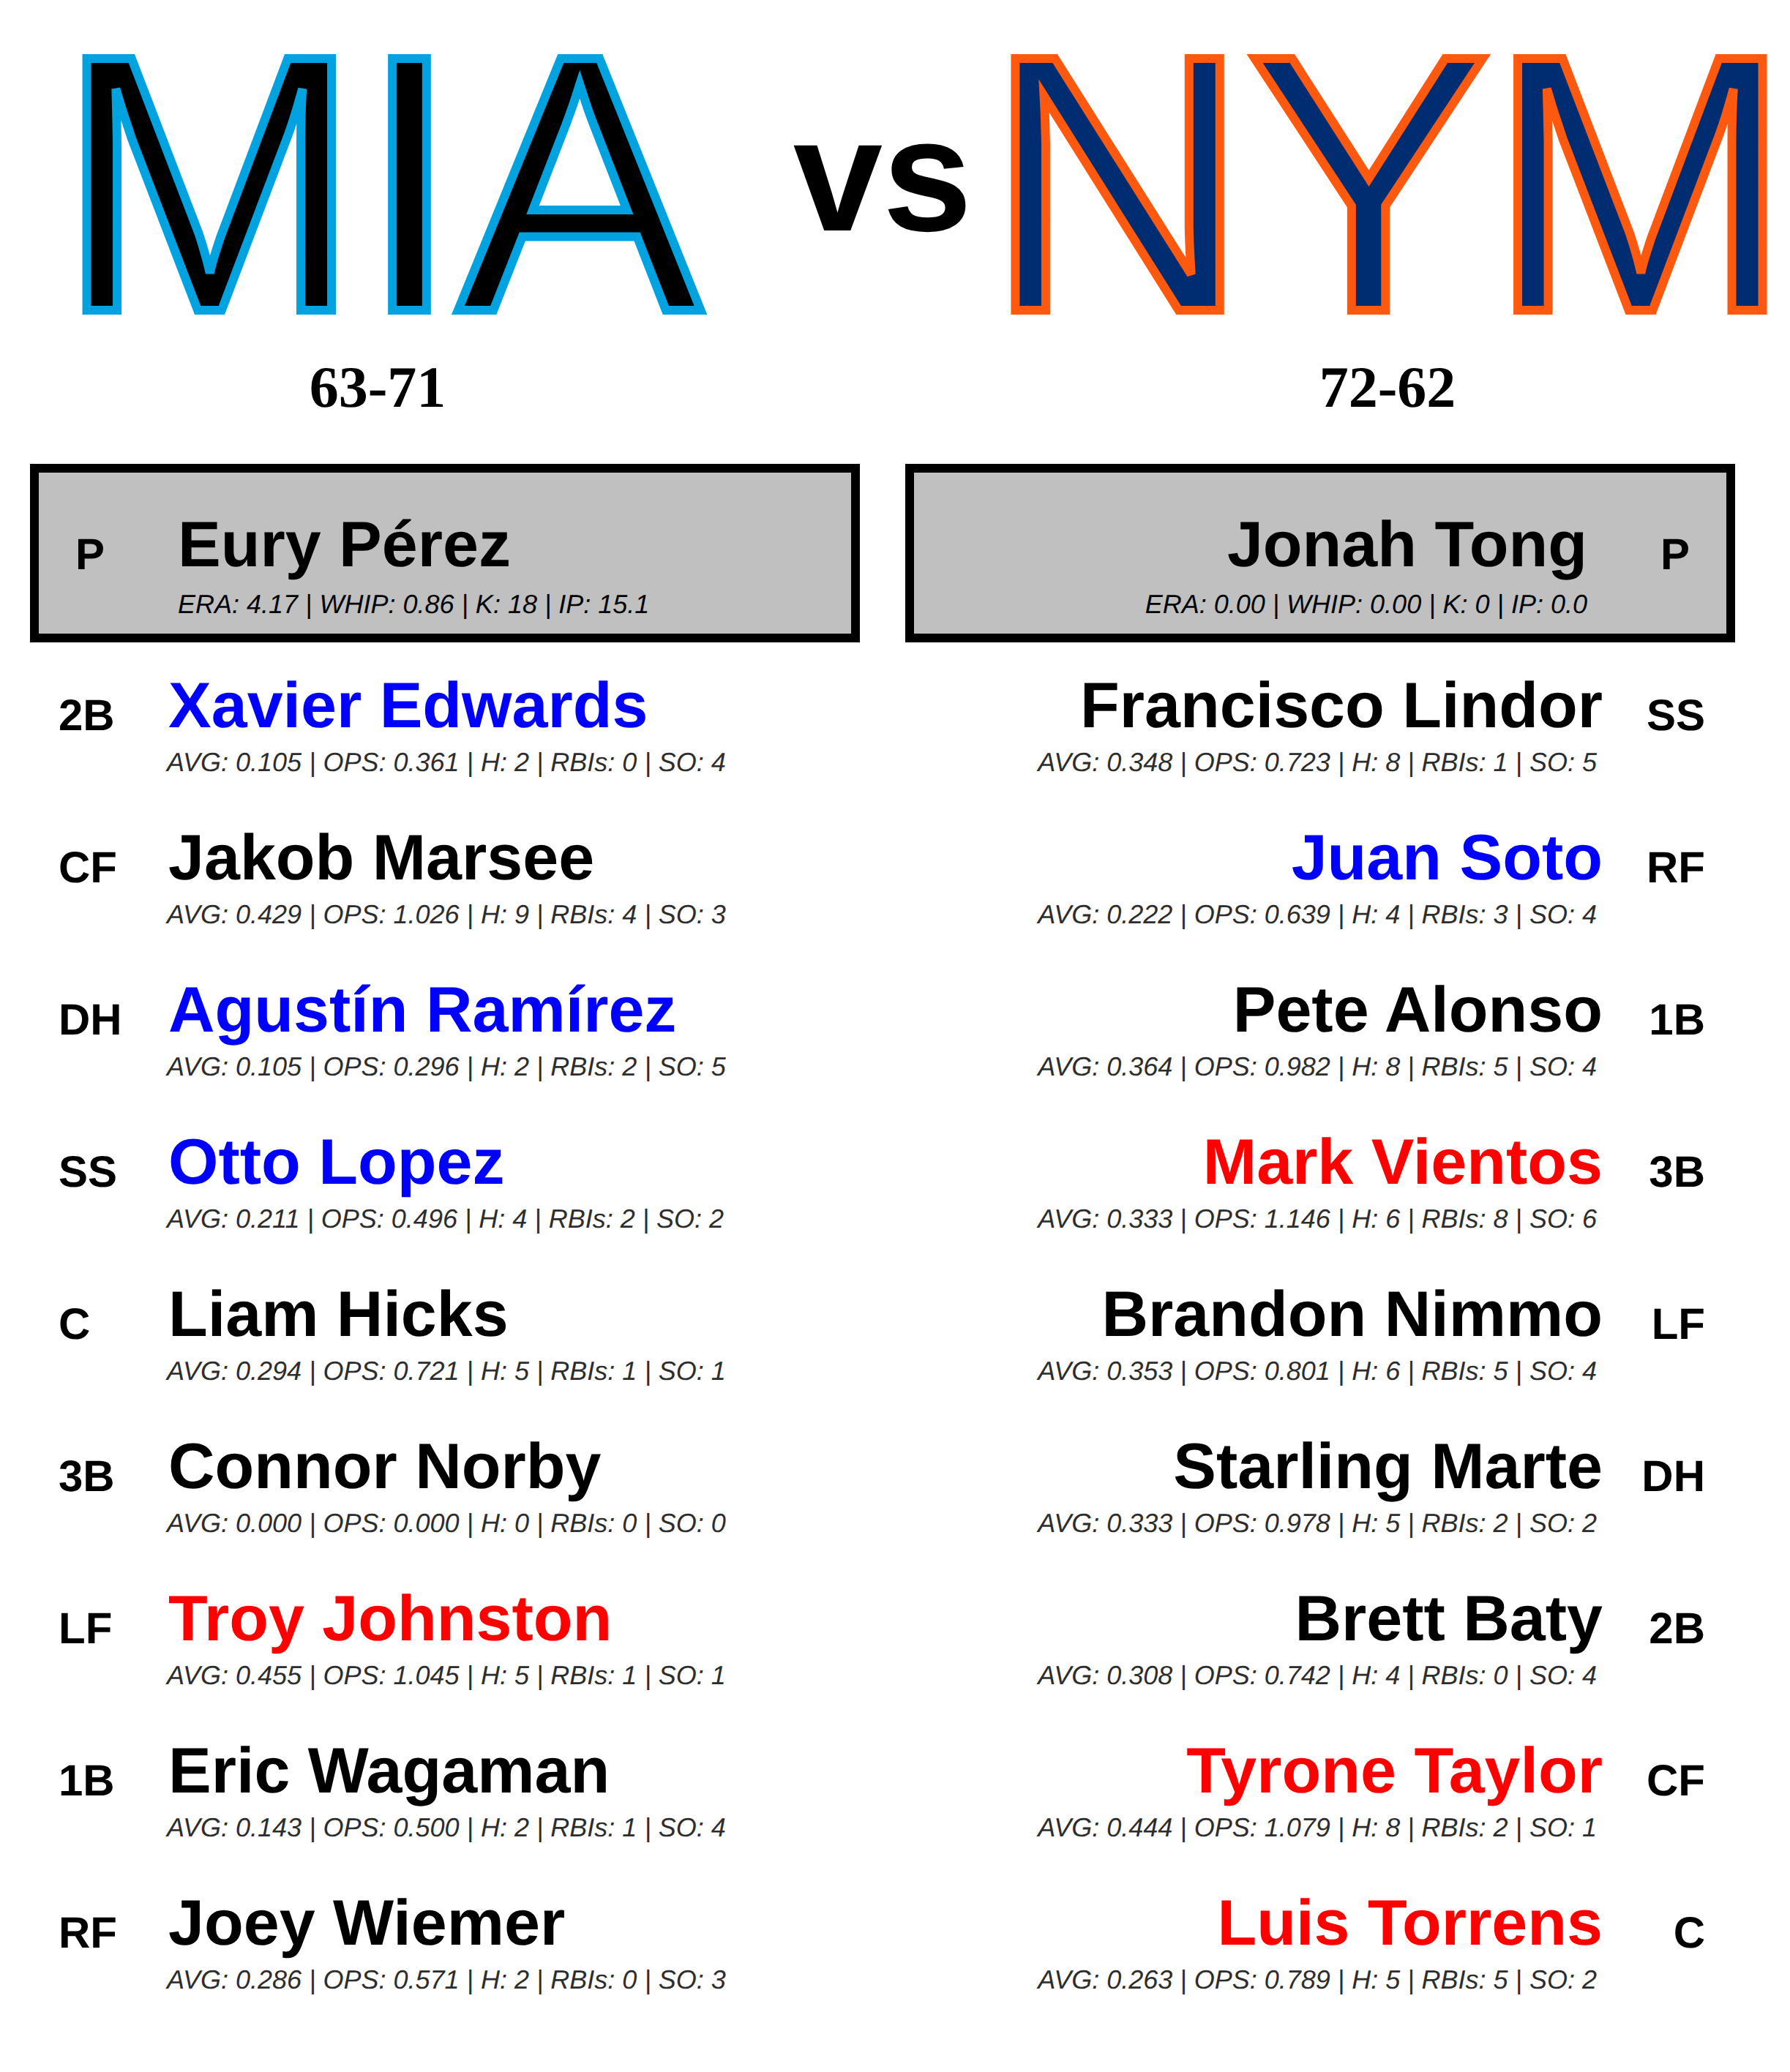 MIA vs NYM
63-71 72-62
P Eury Pérez
ERA: 4.17 | WHIP: 0.86 | K: 18 | IP: 15.1
Jonah Tong P
ERA: 0.00 | WHIP: 0.00 | K: 0 | IP: 0.0
2B Xavier Edwards
AVG: 0.105 | OPS: 0.361 | H: 2 | RBIs: 0 | SO: 4
CF Jakob Marsee
AVG: 0.429 | OPS: 1.026 | H: 9 | RBIs: 4 | SO: 3
DH Agustín Ramírez
AVG: 0.105 | OPS: 0.296 | H: 2 | RBIs: 2 | SO: 5
SS Otto Lopez
AVG: 0.211 | OPS: 0.496 | H: 4 | RBIs: 2 | SO: 2
C Liam Hicks
AVG: 0.294 | OPS: 0.721 | H: 5 | RBIs: 1 | SO: 1
3B Connor Norby
AVG: 0.000 | OPS: 0.000 | H: 0 | RBIs: 0 | SO: 0
LF Troy Johnston
AVG: 0.455 | OPS: 1.045 | H: 5 | RBIs: 1 | SO: 1
1B Eric Wagaman
AVG: 0.143 | OPS: 0.500 | H: 2 | RBIs: 1 | SO: 4
RF Joey Wiemer
AVG: 0.286 | OPS: 0.571 | H: 2 | RBIs: 0 | SO: 3
Francisco Lindor SS
AVG: 0.348 | OPS: 0.723 | H: 8 | RBIs: 1 | SO: 5
Juan Soto RF
AVG: 0.222 | OPS: 0.639 | H: 4 | RBIs: 3 | SO: 4
Pete Alonso 1B
AVG: 0.364 | OPS: 0.982 | H: 8 | RBIs: 5 | SO: 4
Mark Vientos 3B
AVG: 0.333 | OPS: 1.146 | H: 6 | RBIs: 8 | SO: 6
Brandon Nimmo LF
AVG: 0.353 | OPS: 0.801 | H: 6 | RBIs: 5 | SO: 4
Starling Marte DH
AVG: 0.333 | OPS: 0.978 | H: 5 | RBIs: 2 | SO: 2
Brett Baty 2B
AVG: 0.308 | OPS: 0.742 | H: 4 | RBIs: 0 | SO: 4
Tyrone Taylor CF
AVG: 0.444 | OPS: 1.079 | H: 8 | RBIs: 2 | SO: 1
Luis Torrens C
AVG: 0.263 | OPS: 0.789 | H: 5 | RBIs: 5 | SO: 2